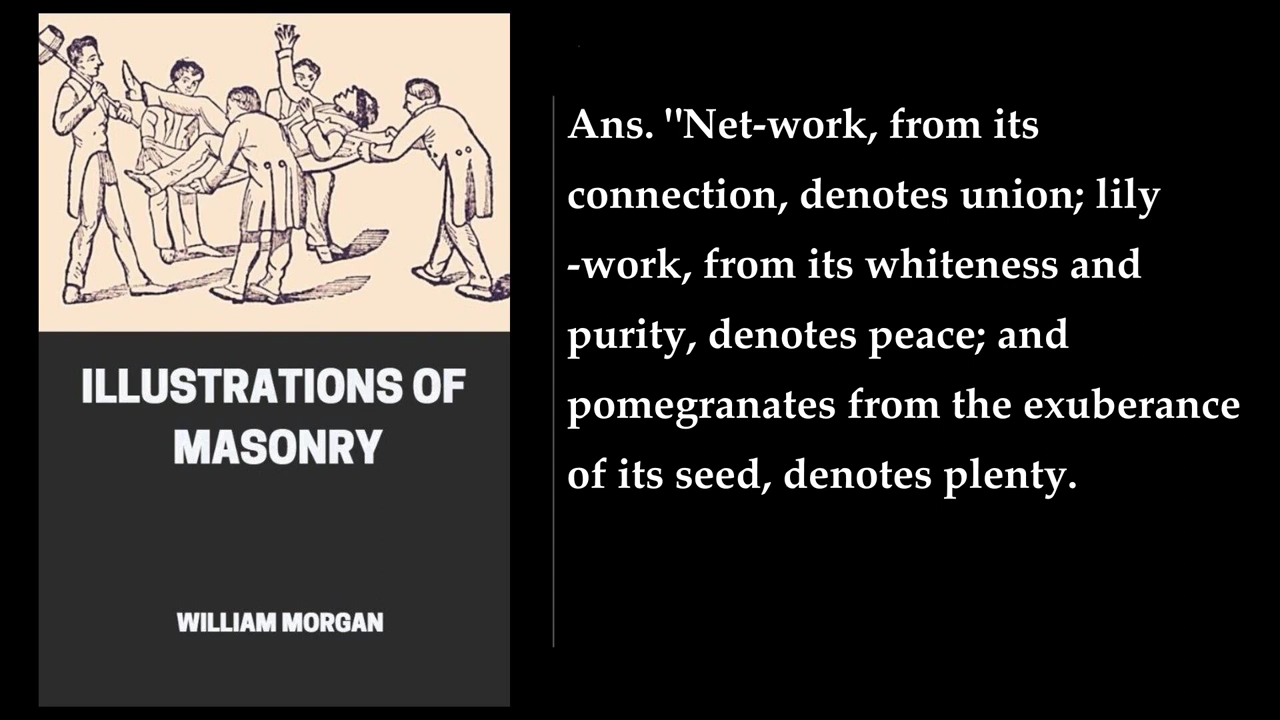 ILLUSTRATIONS OF
MASONRY
WILLIAM MORGAN
Ans. "Net-work, from its
connection, denotes union; lily
-work, from its whiteness and
purity, denotes peace; and
pomegranates from the exuberance
of its seed, denotes plenty.